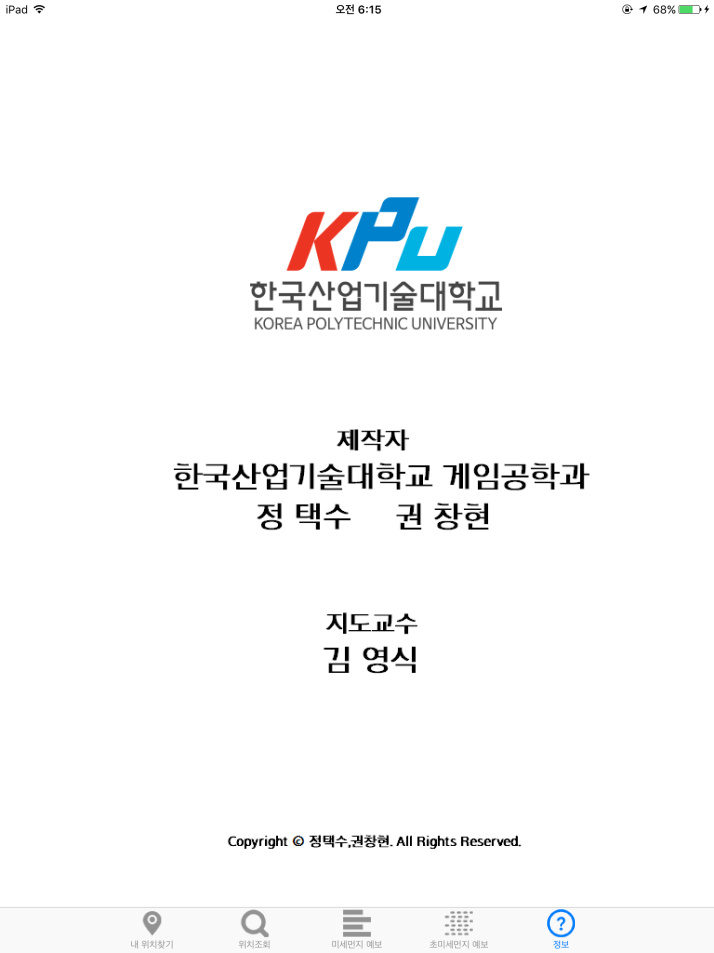 iPad 오전 6:15 68%
KPU
한국산업기술대학교
KOREA POLYTECHNIC UNIVERSITY
제작자
한국산업기술대학교 게임공학과
정 택수 권 창현
지도교수
김 영식
Copyright © 정택수,권창현. All Rights Reserved.
내 위치찾기 위치조회 미세먼지 예보 초미세먼지 예보 정보